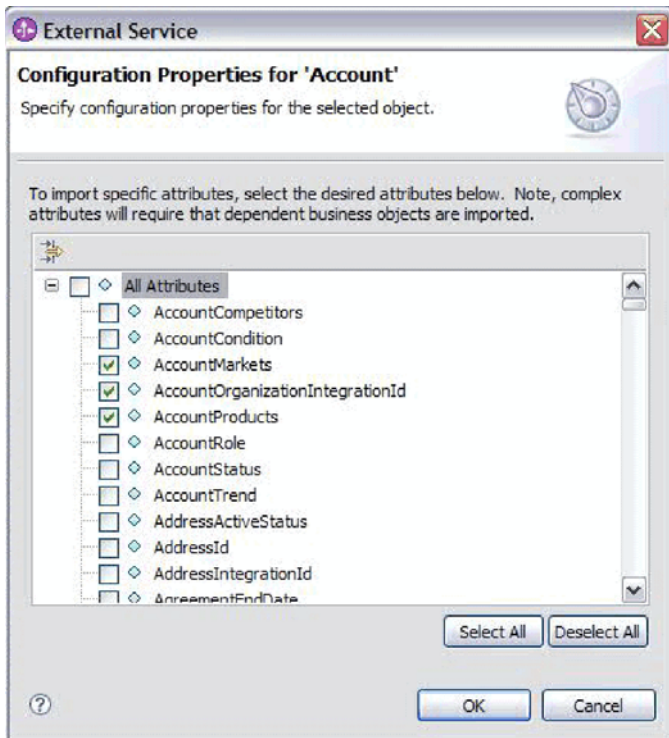 External Service
Configuration Properties for 'Account'
Specify configuration properties for the selected object.
To import specific attributes, select the desired attributes below. Note, complex
attributes will require that dependent business objects are imported.
All Attributes
AccountCompetitors
AccountCondition
AccountMarkets
AccountOrganizationIntegrationId
AccountProducts
AccountRole
AccountStatus
AccountTrend
AddressActiveStatus
AddressId
AddressIntegrationId
AgreementEndDate
Select All Deselect All
OK Cancel